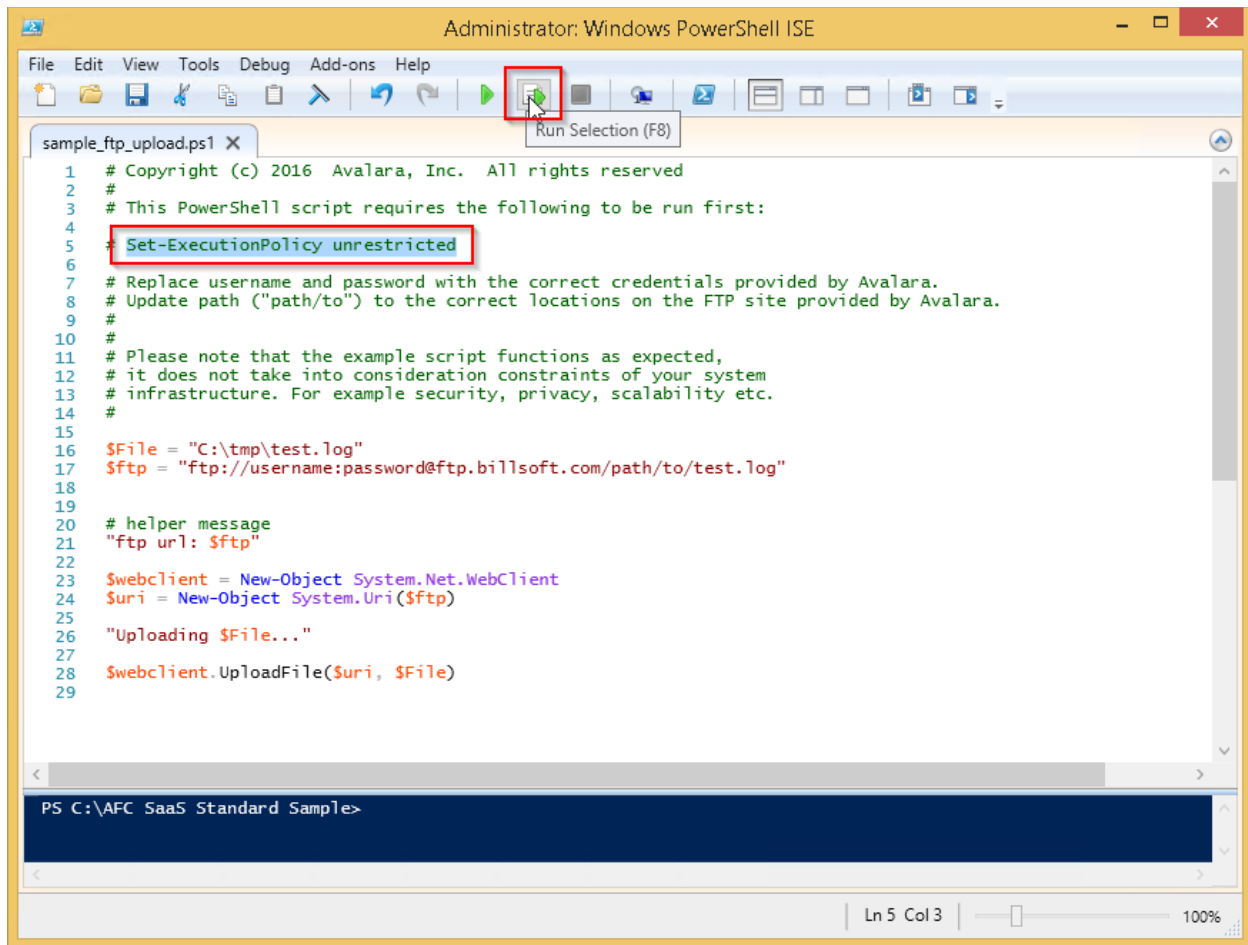 Administrator: Windows PowerShell ISE
File Edit View Tools Debug Add-ons Help
Run Selection (F8)
sample_ftp_upload.ps1
1 # Copyright (c) 2016  Avalara, Inc.  All rights reserved
2 #
3 # This PowerShell script requires the following to be run first:
4
5 # Set-ExecutionPolicy unrestricted
6
7 # Replace username and password with the correct credentials provided by Avalara.
8 # Update path ("path/to") to the correct locations on the FTP site provided by Avalara.
9 #
10 #
11 # Please note that the example script functions as expected,
12 # it does not take into consideration constraints of your system
13 # infrastructure. For example security, privacy, scalability etc.
14 #
15
16 $File = "C:\tmp\test.log"
17 $ftp = "ftp://username:password@ftp.billsoft.com/path/to/test.log"
18
19
20 # helper message
21 "ftp url: $ftp"
22
23 $webclient = New-Object System.Net.WebClient
24 $uri = New-Object System.Uri($ftp)
25
26 "Uploading $File..."
27
28 $webclient.UploadFile($uri, $File)
29
PS C:\AFC SaaS Standard Sample>
Ln 5 Col 3 100%